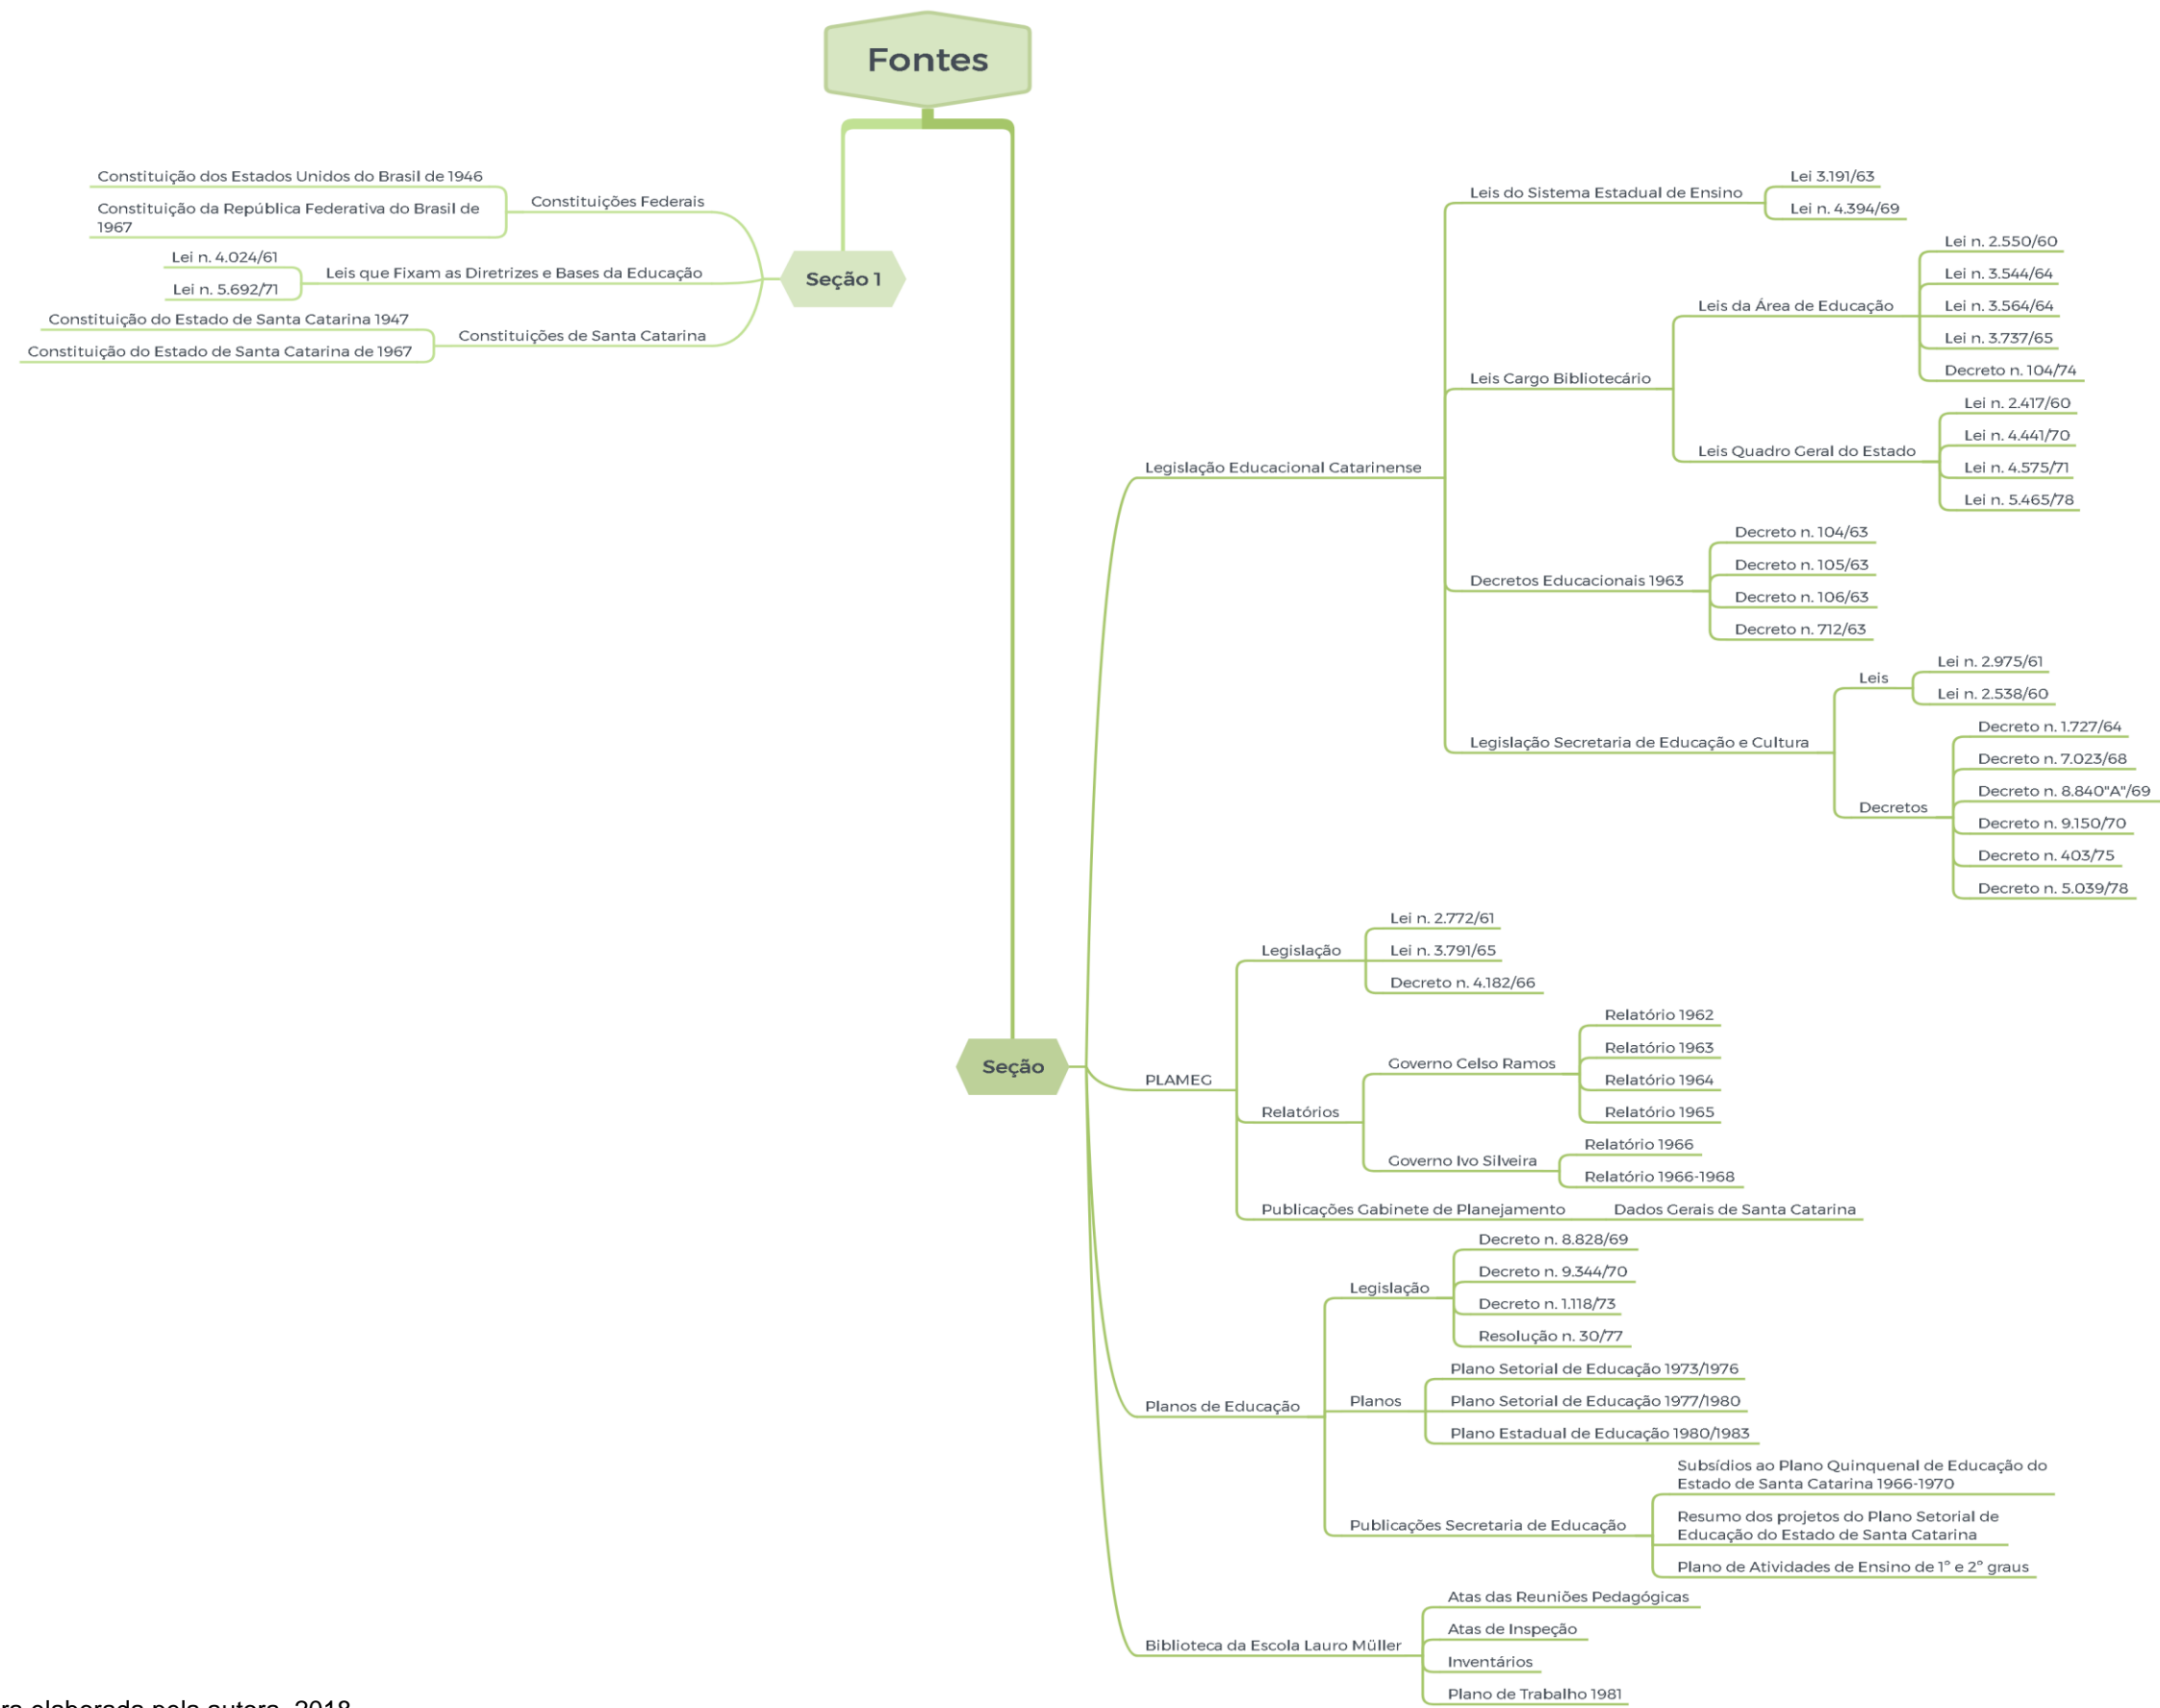 Fontes
Seção 1
Constituições Federais
Constituição dos Estados Unidos do Brasil de 1946
Constituição da República Federativa do Brasil de
1967
Leis que Fixam as Diretrizes e Bases da Educação
Lei n. 4.024/61
Lei n. 5.692/71
Constituições de Santa Catarina
Constituição do Estado de Santa Catarina 1947
Constituição do Estado de Santa Catarina de 1967
Seção
Legislação Educacional Catarinense
Leis do Sistema Estadual de Ensino
Lei 3.191/63
Lei n. 4.394/69
Leis Cargo Bibliotecário
Leis da Área de Educação
Lei n. 2.550/60
Lei n. 3.544/64
Lei n. 3.564/64
Lei n. 3.737/65
Decreto n. 104/74
Leis Quadro Geral do Estado
Lei n. 2.417/60
Lei n. 4.441/70
Lei n. 4.575/71
Lei n. 5.465/78
Decretos Educacionais 1963
Decreto n. 104/63
Decreto n. 105/63
Decreto n. 106/63
Decreto n. 712/63
Legislação Secretaria de Educação e Cultura
Leis
Lei n. 2.975/61
Lei n. 2.538/60
Decretos
Decreto n. 1.727/64
Decreto n. 7.023/68
Decreto n. 8.840"A"/69
Decreto n. 9.150/70
Decreto n. 403/75
Decreto n. 5.039/78
PLAMEG
Legislação
Lei n. 2.772/61
Lei n. 3.791/65
Decreto n. 4.182/66
Relatórios
Governo Celso Ramos
Relatório 1962
Relatório 1963
Relatório 1964
Relatório 1965
Governo Ivo Silveira
Relatório 1966
Relatório 1966-1968
Publicações Gabinete de Planejamento
Dados Gerais de Santa Catarina
Planos de Educação
Legislação
Decreto n. 8.828/69
Decreto n. 9.344/70
Decreto n. 1.118/73
Resolução n. 30/77
Planos
Plano Setorial de Educação 1973/1976
Plano Setorial de Educação 1977/1980
Plano Estadual de Educação 1980/1983
Publicações Secretaria de Educação
Subsídios ao Plano Quinquenal de Educação do
Estado de Santa Catarina 1966-1970
Resumo dos projetos do Plano Setorial de
Educação do Estado de Santa Catarina
Plano de Atividades de Ensino de 1º e 2º graus
Biblioteca da Escola Lauro Müller
Atas das Reuniões Pedagógicas
Atas de Inspeção
Inventários
Plano de Trabalho 1981
elaborada pela autora, 2018